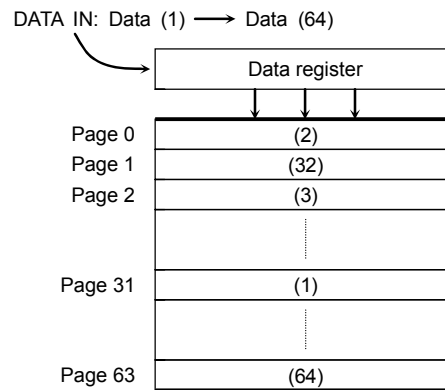 DATA IN: Data (1) Data (64)
Data register
Page 0 (2)
Page 1 (32)
Page 2 (3)
Page 31 (1)
Page 63 (64)